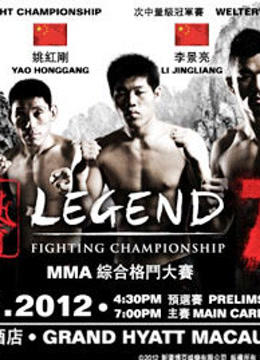 GHT CHAMPIONSHIP 次中量級冠軍賽 WELTER
姚紅剛 李景亮
YAO HONGGANG LI JINGLIANG
LEGEND
FIGHTING CHAMPIONSHIP
MMA 綜合格鬥大賽
.2012 • 4:30PM 預選賽 PRELIMS
7:00PM 主賽 MAIN CARD
酒店 • GRAND HYATT MACAU